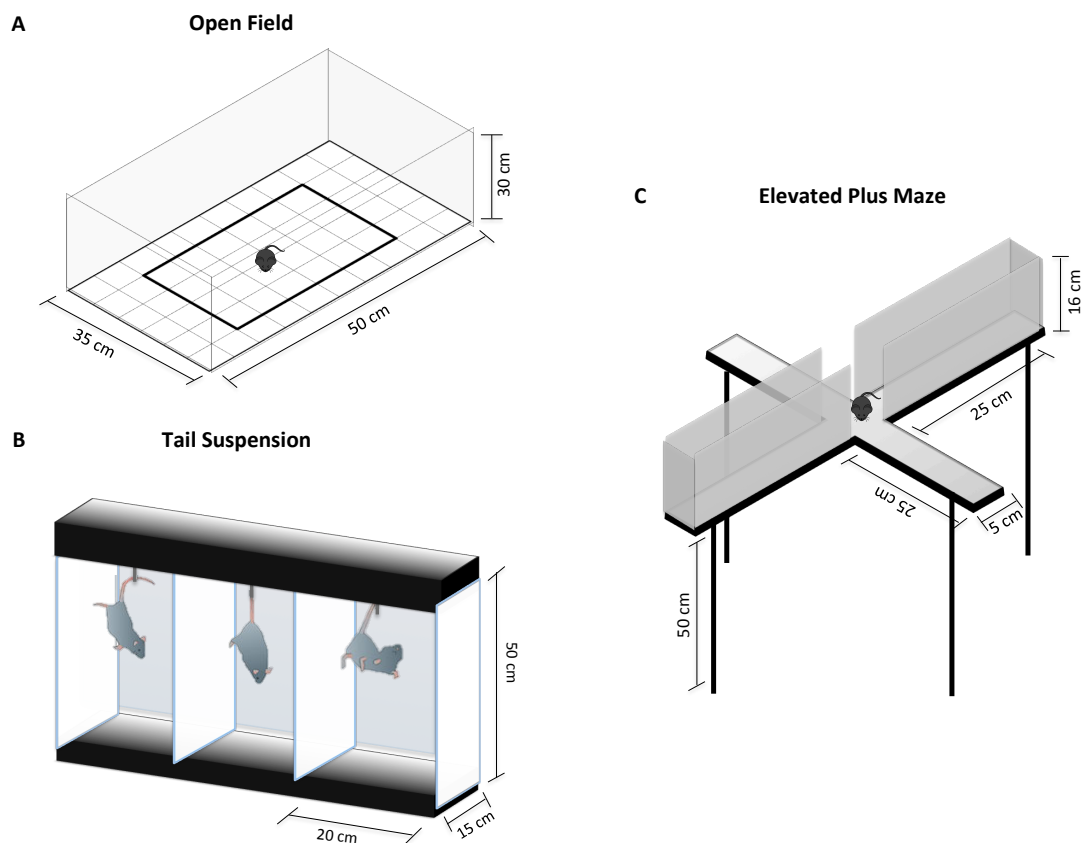 A
Open Field
30 cm
35 cm
50 cm
B
Tail Suspension
50 cm
20 cm
15 cm
C
Elevated Plus Maze
16 cm
25 cm
25 cm
5 cm
50 cm